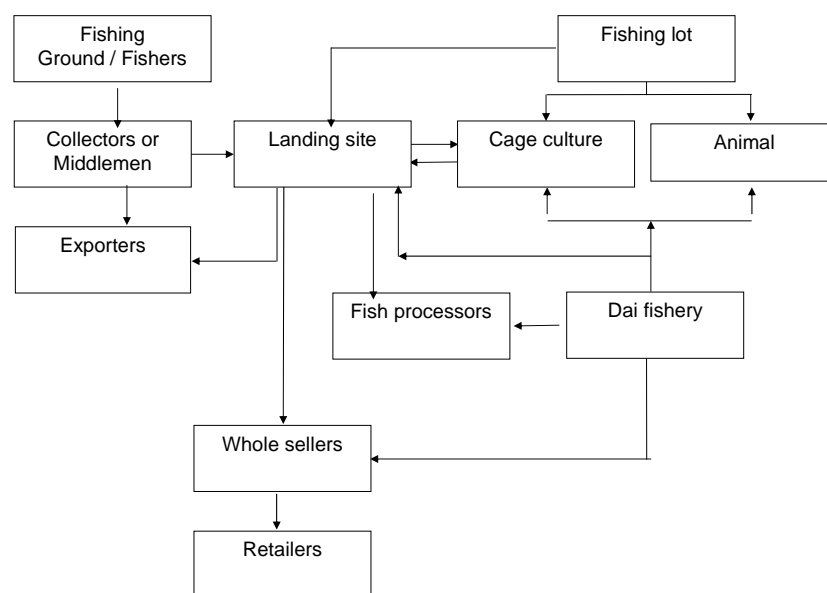 Fishing
Ground / Fishers
Fishing lot
Collectors or
Middlemen
Landing site
Cage culture
Animal
Exporters
Fish processors
Dai fishery
Whole sellers
Retailers